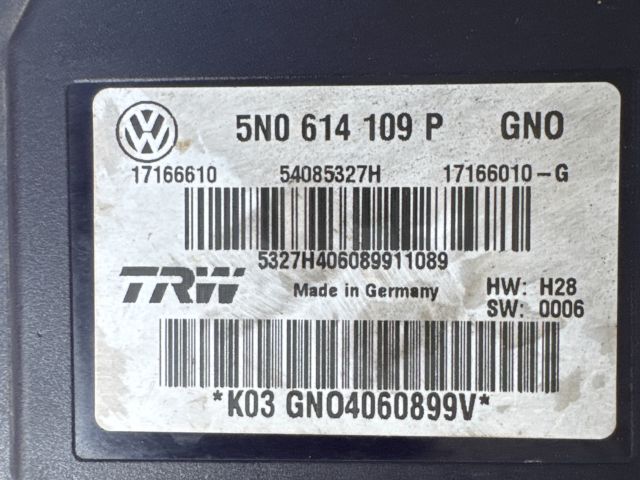 5N0 614 109 P GNO
17166610 54085327H 17166010-G
5327H406089911089
TRW Made in Germany HW: H28
SW: 0006
*K03 GNO4060899V*